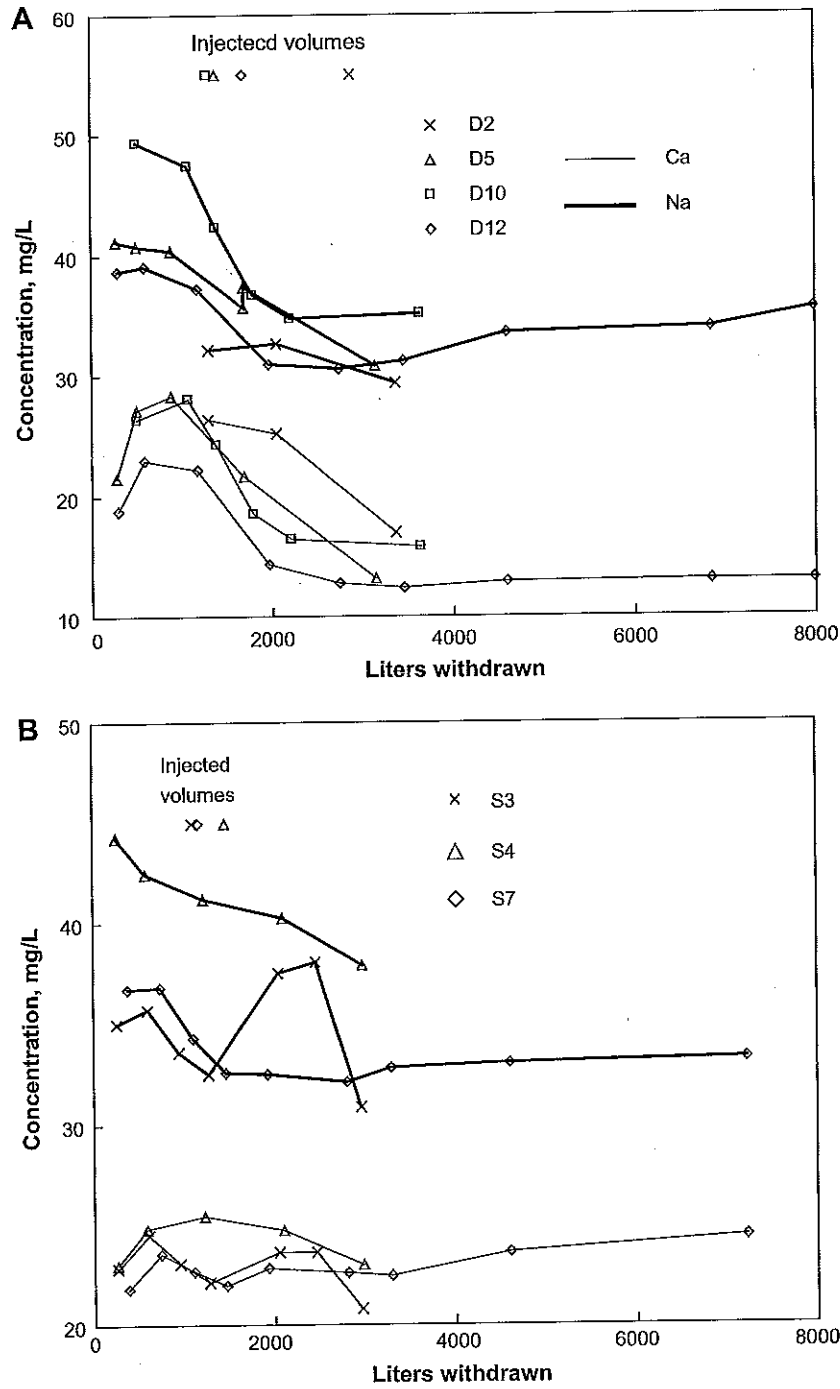 A
60
50
40
30
20
10
Concentration, mg/L
Injectecd volumes
D2
D5
D10
D12
Ca
Na
0 2000 4000 6000 8000
Liters withdrawn
B
50
40
30
20
Concentration, mg/L
Injected
volumes
S3
S4
S7
0 2000 4000 6000 8000
Liters withdrawn